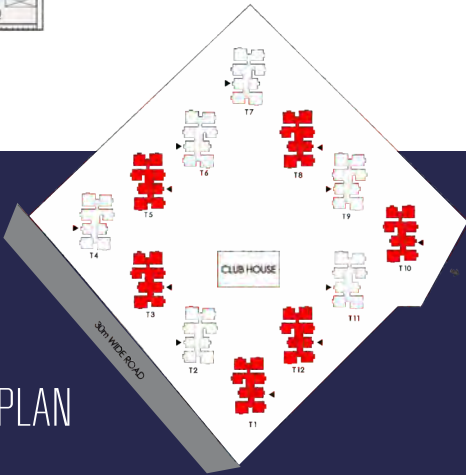 T7
T6
T8
T5
T9
T4
T10
CLUB HOUSE
T3
T11
T2
T12
30m WIDE ROAD
PLAN
T1